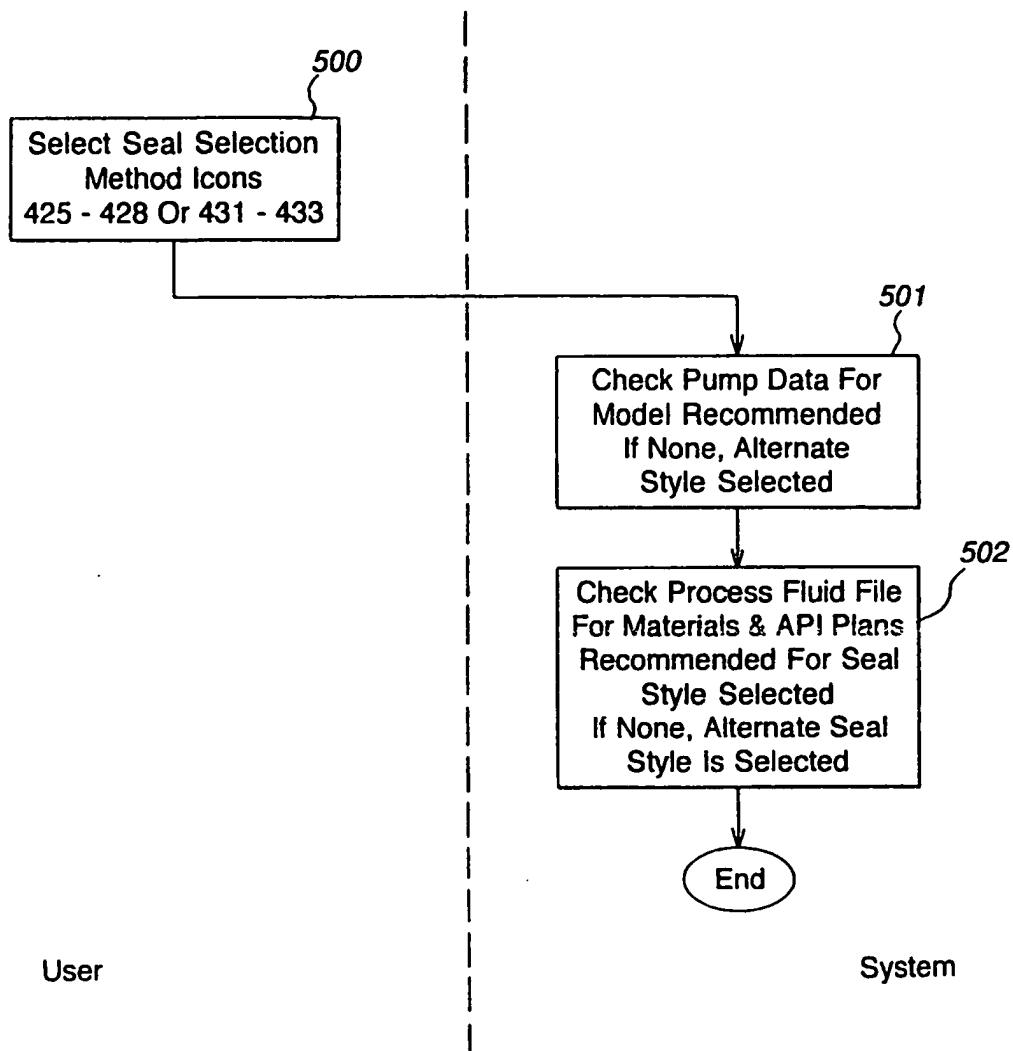 500
Select Seal Selection
Method Icons
425 - 428 Or 431 - 433
501
Check Pump Data For
Model Recommended
If None, Alternate
Style Selected
502
Check Process Fluid File
For Materials & API Plans
Recommended For Seal
Style Selected
If None, Alternate Seal
Style Is Selected
End
User
System